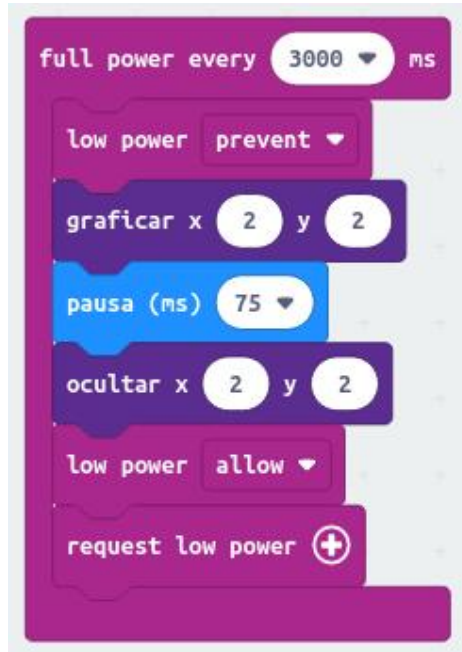 full power every 3000 ms
low power prevent
graficar x 2 y 2
pausa (ms) 75
ocultar x 2 y 2
low power allow
request low power